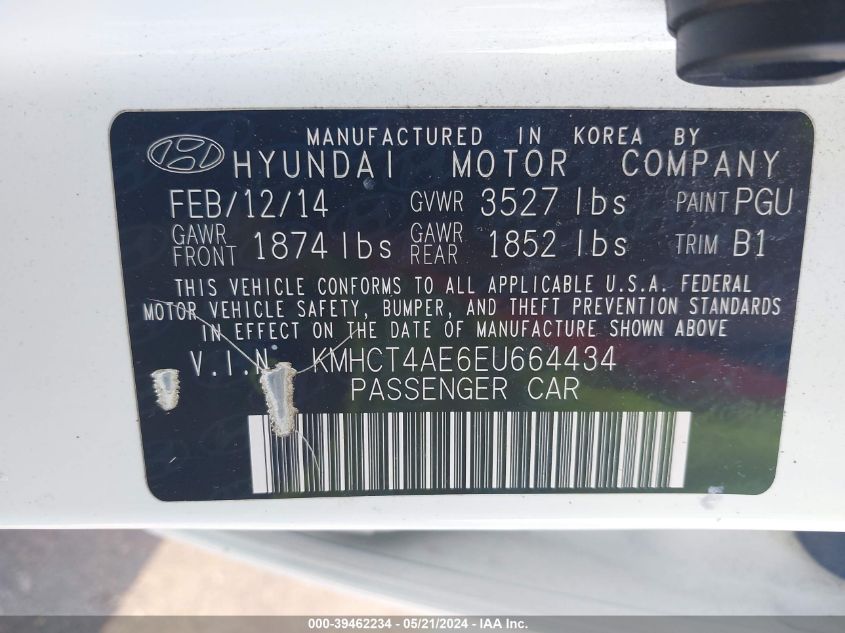 MANUFACTURED IN KOREA BY
HYUNDAI MOTOR COMPANY
FEB/12/14 GVWR 3527 lbs PAINT PGU
GAWR FRONT 1874 lbs GAWR REAR 1852 lbs TRIM B1
THIS VEHICLE CONFORMS TO ALL APPLICABLE U.S.A. FEDERAL
MOTOR VEHICLE SAFETY, BUMPER, AND THEFT PREVENTION STANDARDS
IN EFFECT ON THE DATE OF MANUFACTURE SHOWN ABOVE
V.I.N. KMHCT4AE6EU664434
PASSENGER CAR
000-39462234 - 05/21/2024 - IAA Inc.